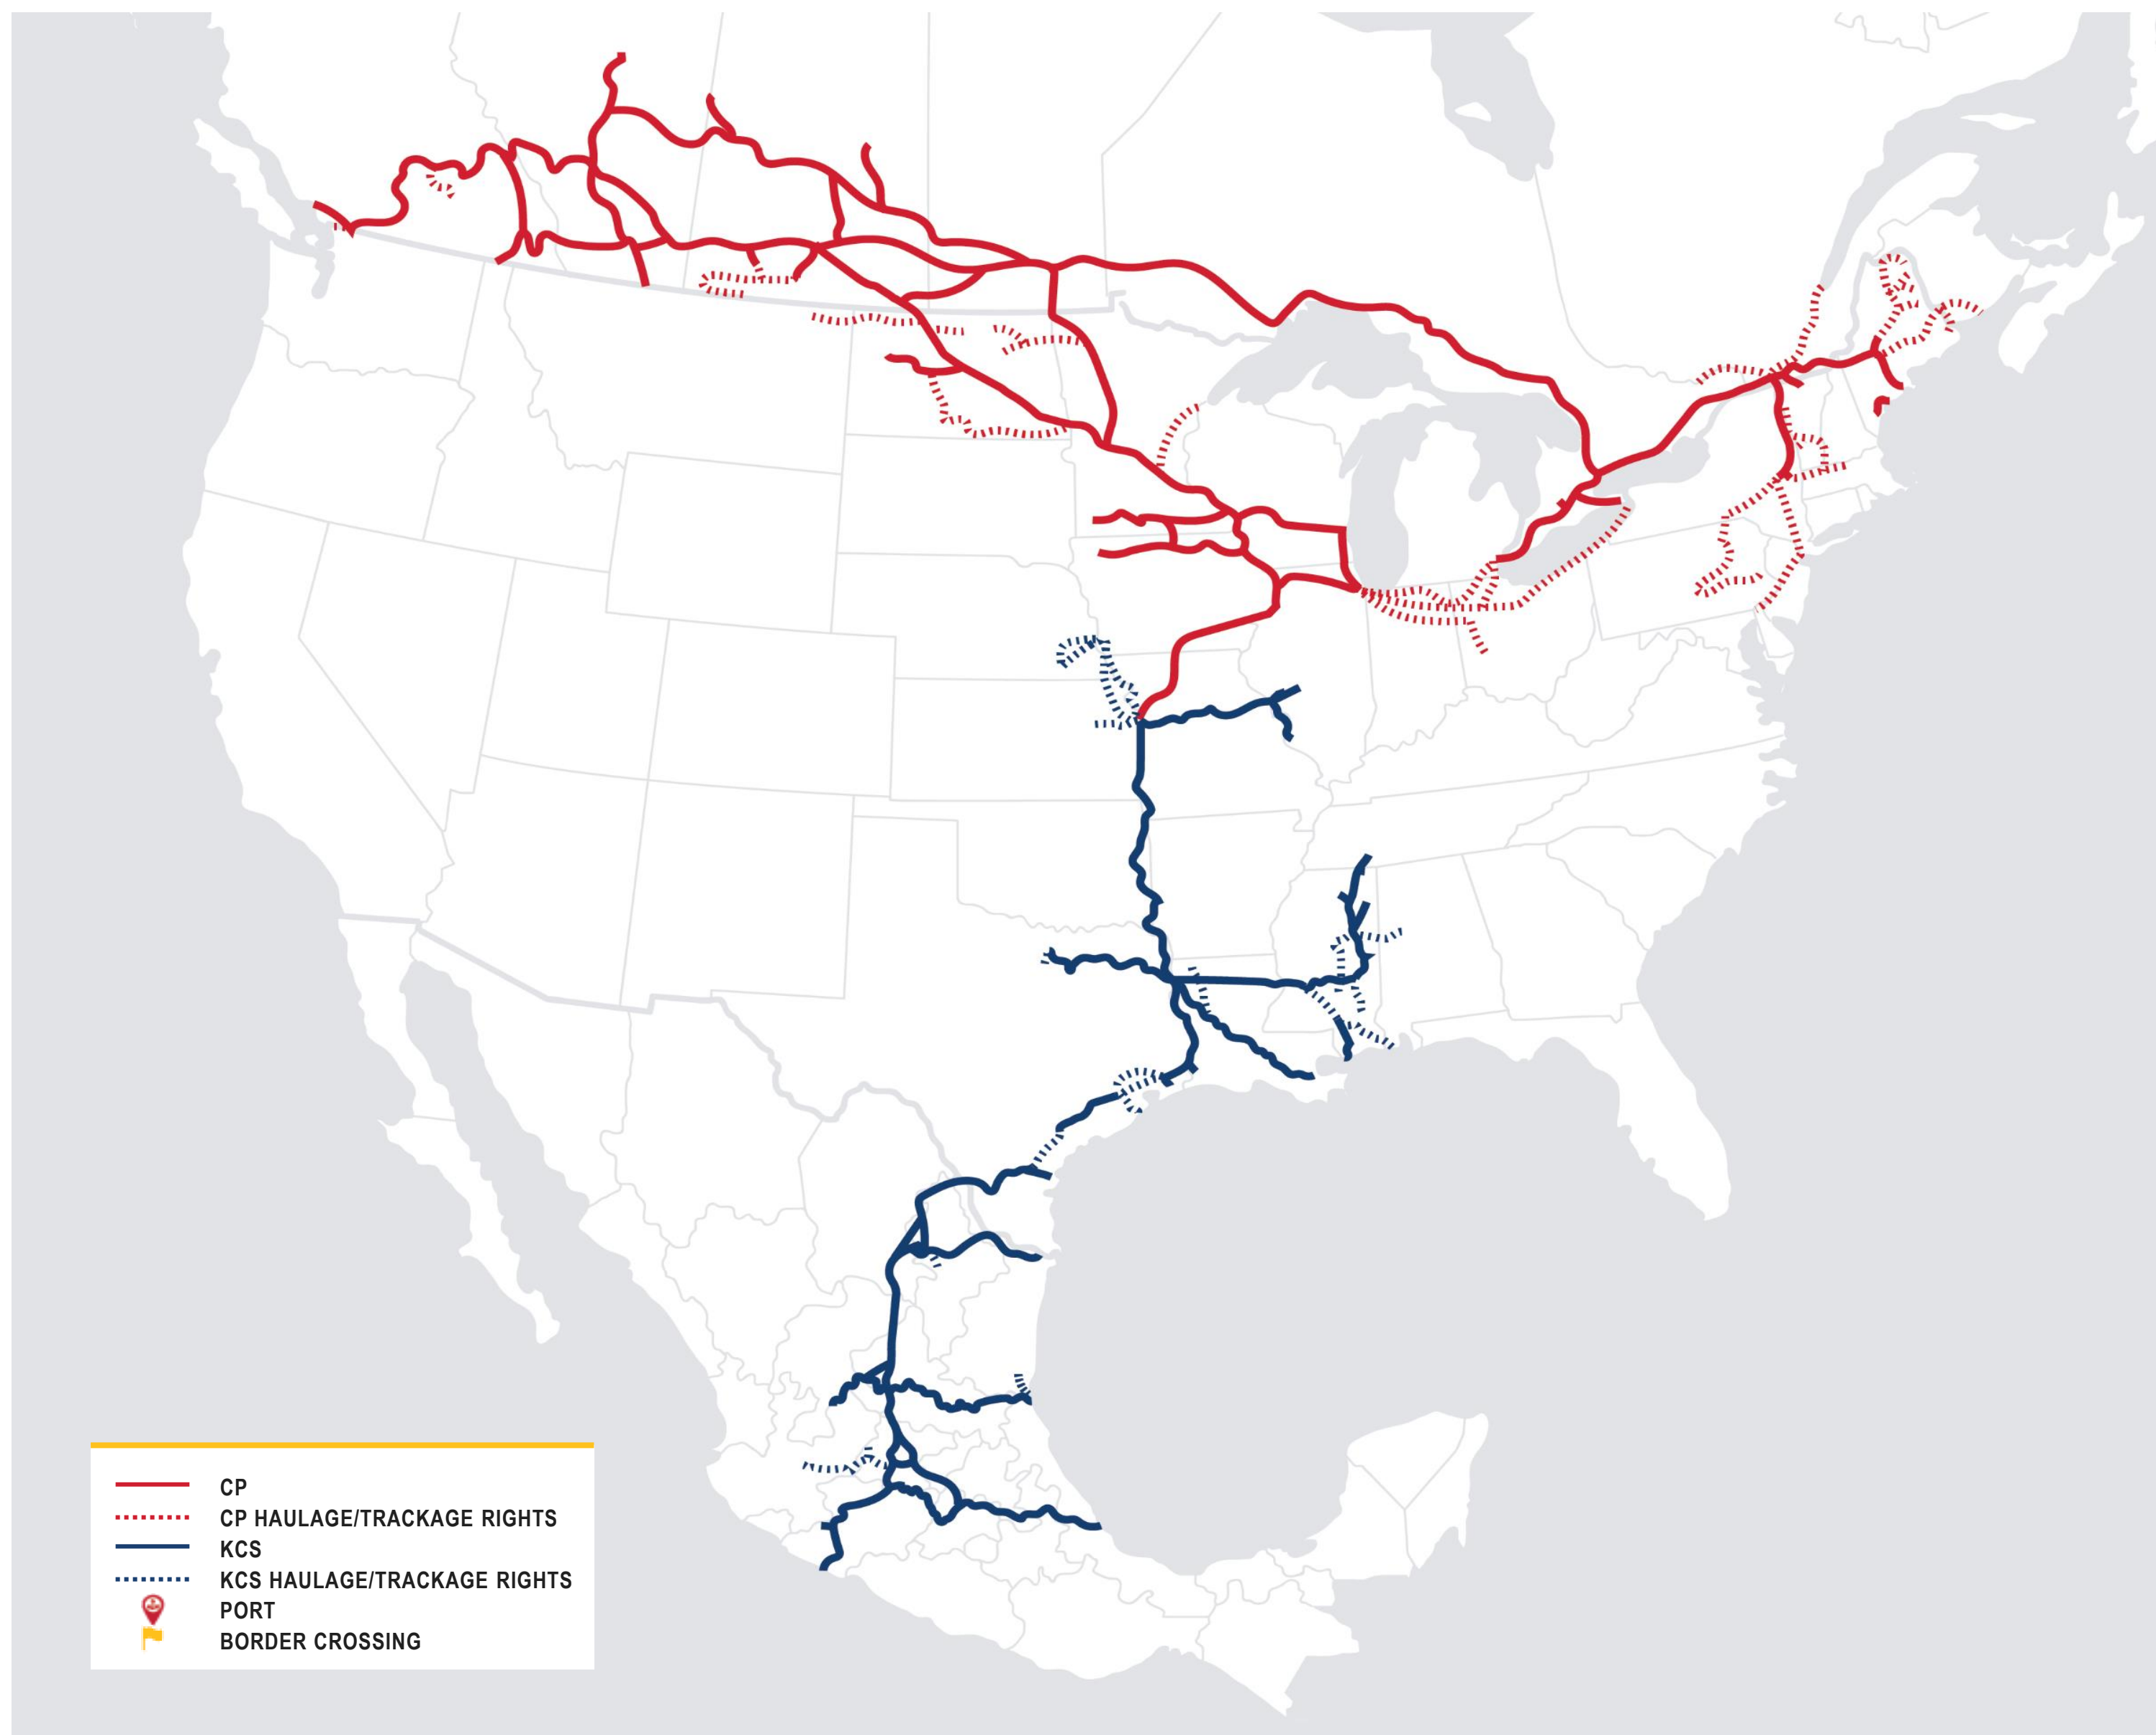 CP
CP HAULAGE/TRACKAGE RIGHTS
KCS
KCS HAULAGE/TRACKAGE RIGHTS
PORT
BORDER CROSSING